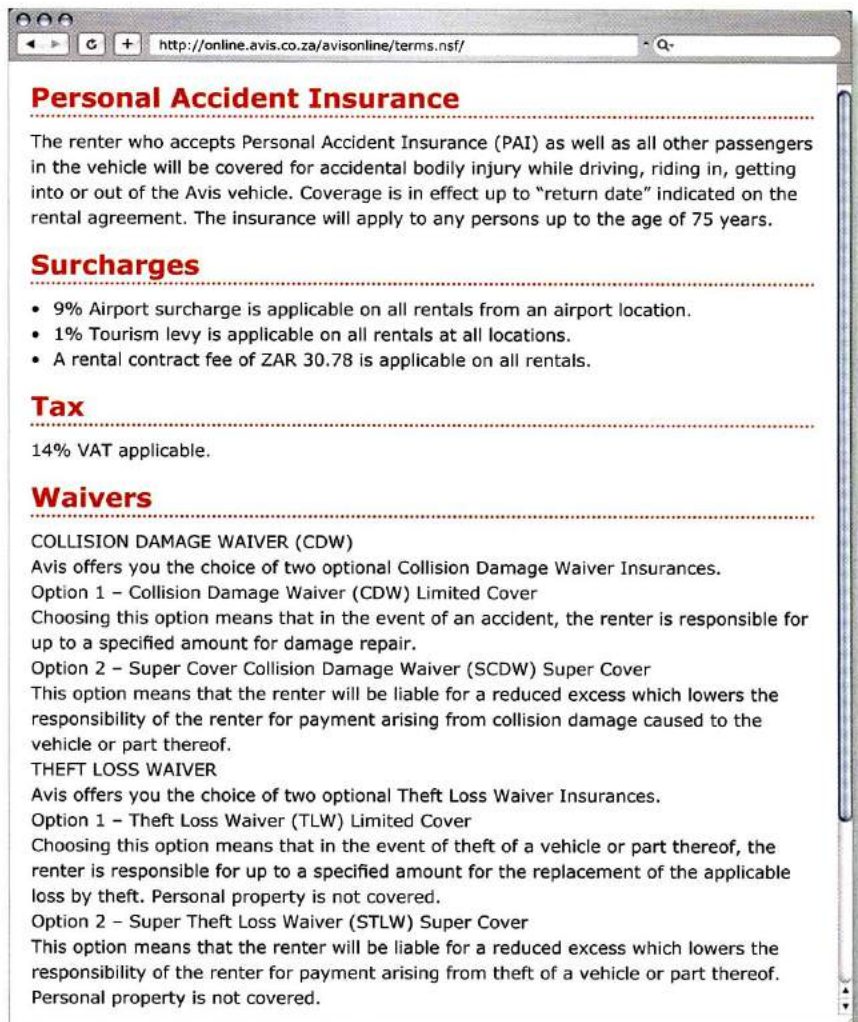 http://online.avis.co.za/avisonline/terms.nsf/
Personal Accident Insurance
The renter who accepts Personal Accident Insurance (PAI) as well as all other passengers
in the vehicle will be covered for accidental bodily injury while driving, riding in, getting
into or out of the Avis vehicle. Coverage is in effect up to “return date” indicated on the
rental agreement. The insurance will apply to any persons up to the age of 75 years.
Surcharges
• 9% Airport surcharge is applicable on all rentals from an airport location.
• 1% Tourism levy is applicable on all rentals at all locations.
• A rental contract fee of ZAR 30.78 is applicable on all rentals.
Tax
14% VAT applicable.
Waivers
COLLISION DAMAGE WAIVER (CDW)
Avis offers you the choice of two optional Collision Damage Waiver Insurances.
Option 1 – Collision Damage Waiver (CDW) Limited Cover
Choosing this option means that in the event of an accident, the renter is responsible for
up to a specified amount for damage repair.
Option 2 – Super Cover Collision Damage Waiver (SCDW) Super Cover
This option means that the renter will be liable for a reduced excess which lowers the
responsibility of the renter for payment arising from collision damage caused to the
vehicle or part thereof.
THEFT LOSS WAIVER
Avis offers you the choice of two optional Theft Loss Waiver Insurances.
Option 1 – Theft Loss Waiver (TLW) Limited Cover
Choosing this option means that in the event of theft of a vehicle or part thereof, the
renter is responsible for up to a specified amount for the replacement of the applicable
loss by theft. Personal property is not covered.
Option 2 – Super Theft Loss Waiver (STLW) Super Cover
This option means that the renter will be liable for a reduced excess which lowers the
responsibility of the renter for payment arising from theft of a vehicle or part thereof.
Personal property is not covered.